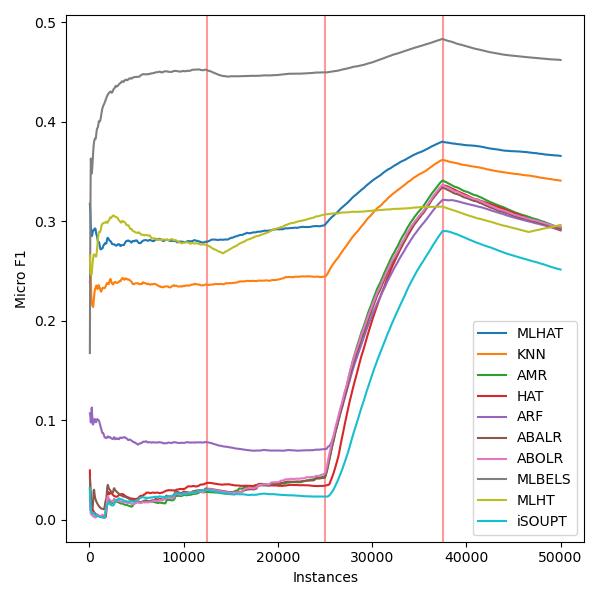 0.5
0.4
0.3
0.2
0.1
0.0
Micro F1
0 10000 20000 30000 40000 50000
Instances
MLHAT
KNN
AMR
HAT
ARF
ABALR
ABOLR
MLBELS
MLHT
iSOUPT